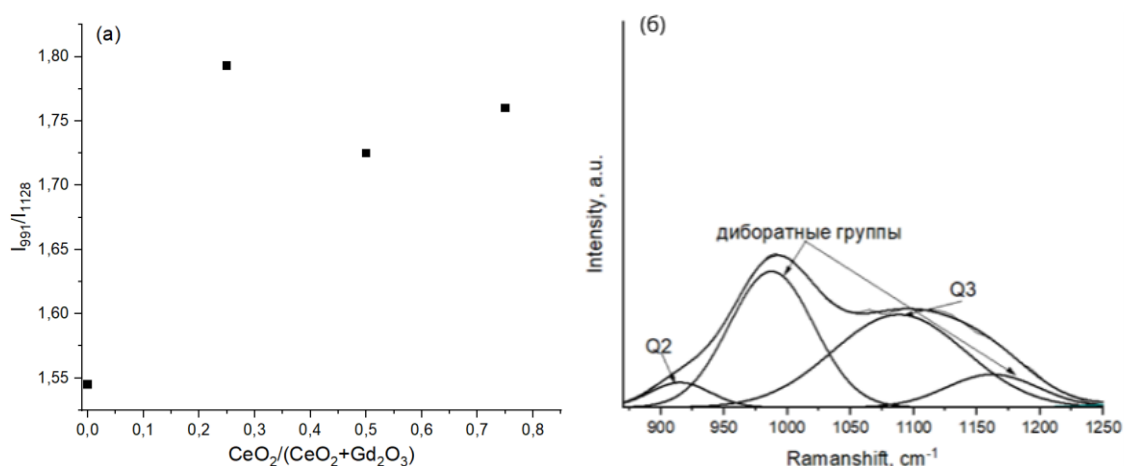 (а)
1,80
1,75
1,70
1,65
1,60
1,55
I₉₉₁/I₁₁₂₈
0,0 0,1 0,2 0,3 0,4 0,5 0,6 0,7 0,8
CeO₂/(CeO₂+Gd₂O₃)
(б)
Intensity, a.u.
диборатные группы
Q3
Q2
900 950 1000 1050 1100 1150 1200 1250
Ramanshift, cm⁻¹